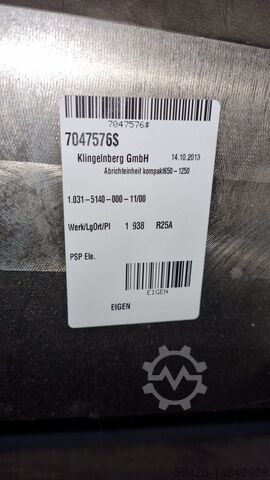 7047576$
7047576$
Klingelnberg GmbH 14.10.2013
Abrichteinheit kompakt650-1250
1.031-5140-000-11/00
Werk/LgOrt/Pl 1 938 R25A
PSP Ele.
EIGEN
EIGEN